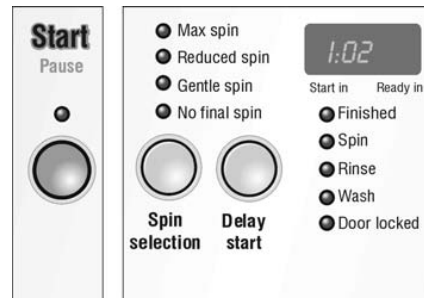 Start
Pause
Max spin
Reduced spin
Gentle spin
No final spin
Spin
selection
Delay
start
1:02
Start in Ready in
Finished
Spin
Rinse
Wash
Door locked